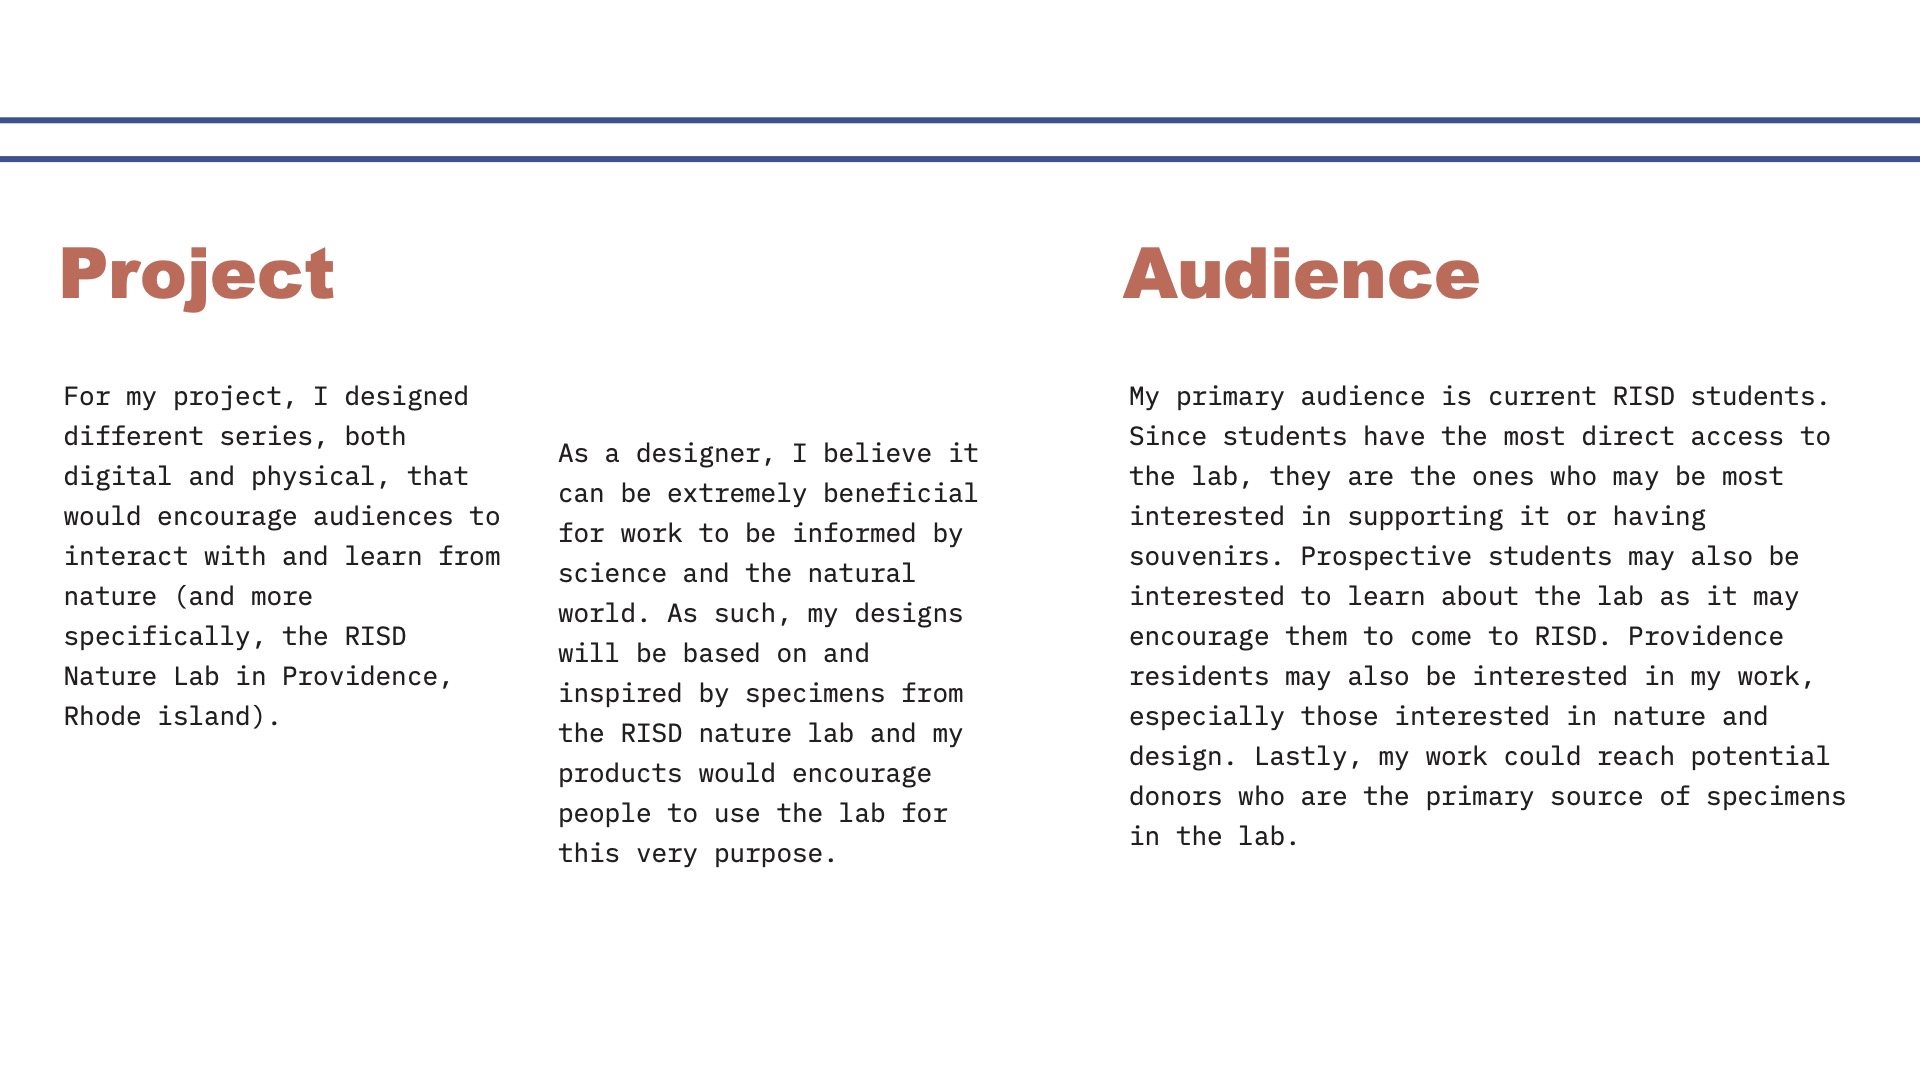 Project
For my project, I designed
different series, both
digital and physical, that
would encourage audiences to
interact with and learn from
nature (and more
specifically, the RISD
Nature Lab in Providence,
Rhode island).
As a designer, I believe it
can be extremely beneficial
for work to be informed by
science and the natural
world. As such, my designs
will be based on and
inspired by specimens from
the RISD nature lab and my
products would encourage
people to use the lab for
this very purpose.
Audience
My primary audience is current RISD students.
Since students have the most direct access to
the lab, they are the ones who may be most
interested in supporting it or having
souvenirs. Prospective students may also be
interested to learn about the lab as it may
encourage them to come to RISD. Providence
residents may also be interested in my work,
especially those interested in nature and
design. Lastly, my work could reach potential
donors who are the primary source of specimens
in the lab.